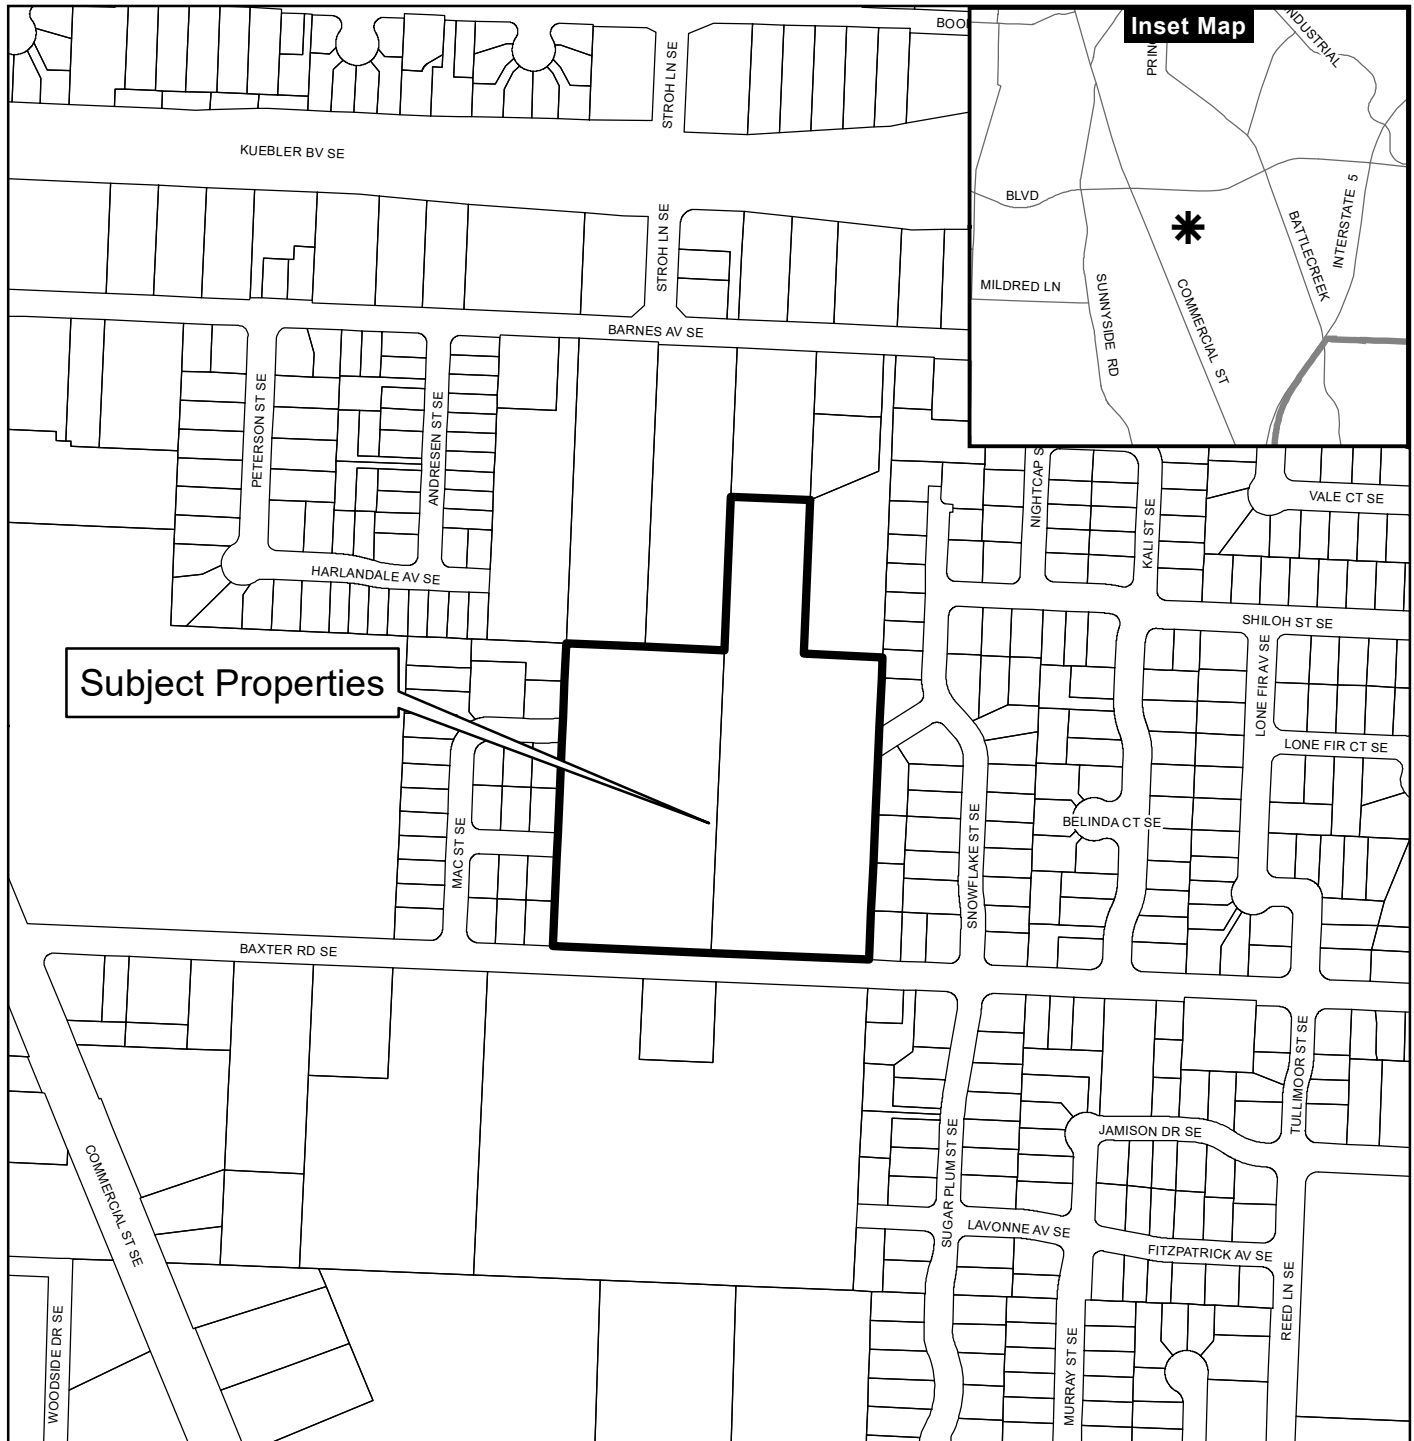 BOO
Inset Map
PRIN
INDUSTRIAL
STROH LN SE
KUEBLER BV SE
BLVD
INTERSTATE 5
BATTLECREEK
STROH LN SE
MILDRED LN
SUNNYSIDE RD
COMMERCIAL ST
BARNES AV SE
PETERSON ST SE
ANDRESEN ST SE
NIGHTCAP S
VALE CT SE
KALI ST SE
HARLANDALE AV SE
SHILOH ST SE
Subject Properties
LONE FIR AV SE
LONE FIR CT SE
BELINDA CT SE
MAC ST SE
SNOWFLAKE ST SE
BAXTER RD SE
TULLIMOOR ST SE
JAMISON DR SE
COMMERCIAL ST SE
SUGAR PLUM ST SE
LAVONNE AV SE
FITZPATRICK AV SE
REED LN SE
WOODSIDE DR SE
MURRAY ST SE